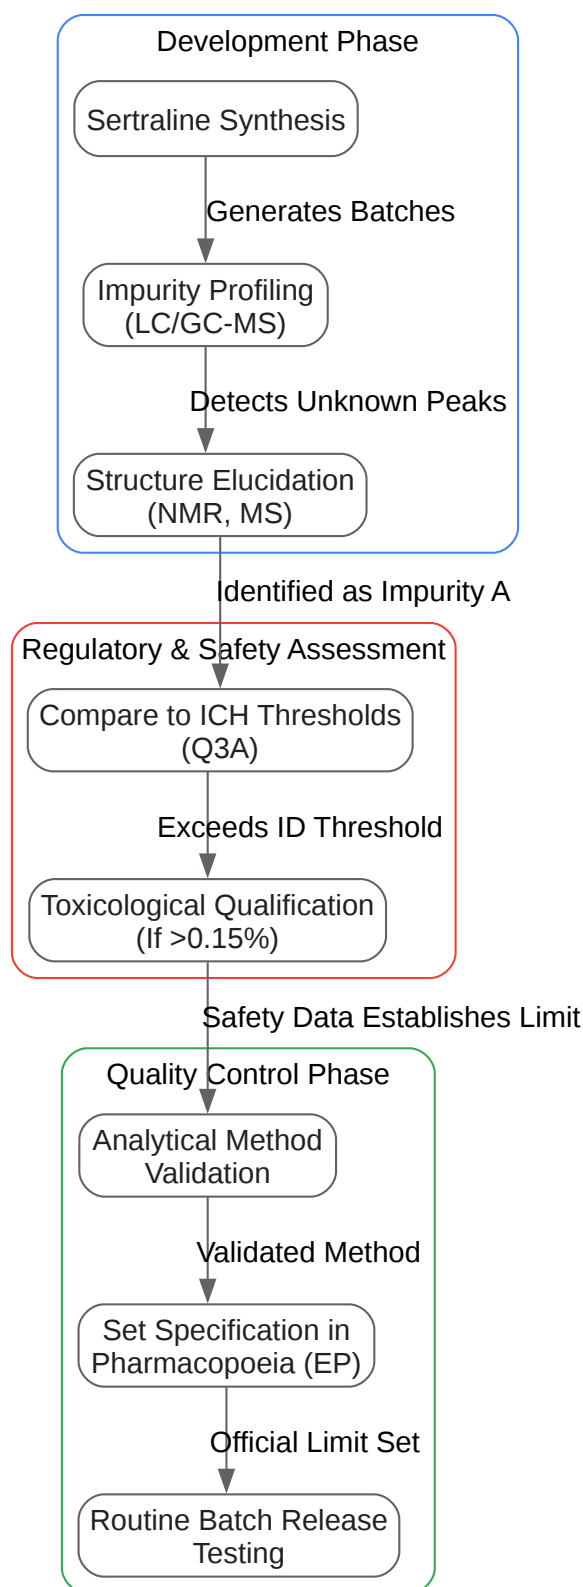 Development Phase
Sertraline Synthesis
Generates Batches
Impurity Profiling
(LC/GC-MS)
Detects Unknown Peaks
Structure Elucidation
(NMR, MS)
Identified as Impurity A
Regulatory & Safety Assessment
Compare to ICH Thresholds
(Q3A)
Exceeds ID Threshold
Toxicological Qualification
(If >0.15%)
Safety Data Establishes Limit
Quality Control Phase
Analytical Method
Validation
Validated Method
Set Specification in
Pharmacopoeia (EP)
Official Limit Set
Routine Batch Release
Testing